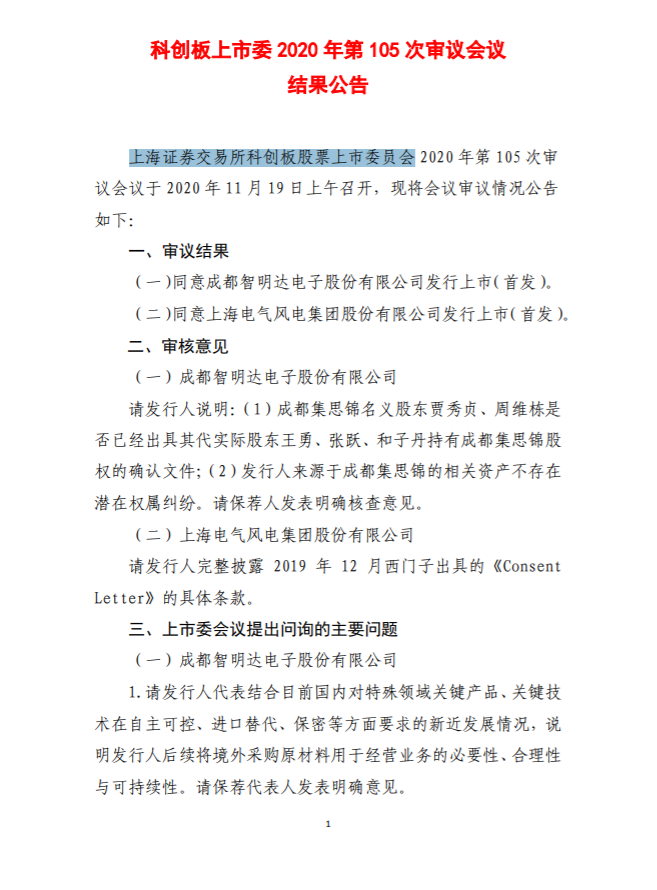 科创板上市委 2020 年第 105 次审议会议
结果公告
上海证券交易所科创板股票上市委员会 2020 年第 105 次审
议会议于 2020 年 11 月 19 日上午召开，现将会议审议情况公告
如下：
一、审议结果
（一）同意成都智明达电子股份有限公司发行上市（首发）。
（二）同意上海电气风电集团股份有限公司发行上市（首发）。
二、审核意见
（一）成都智明达电子股份有限公司
请发行人说明：（1）成都集思锦名义股东贾秀贞、周维栋是
否已经出具其代实际股东王勇、张跃、和子丹持有成都集思锦股
权的确认文件；（2）发行人来源于成都集思锦的相关资产不存在
潜在权属纠纷。请保荐人发表明确核查意见。
（二）上海电气风电集团股份有限公司
请发行人完整披露 2019 年 12 月西门子出具的《Consent
Letter》的具体条款。
三、上市委会议提出问询的主要问题
（一）成都智明达电子股份有限公司
1.请发行人代表结合目前国内对特殊领域关键产品、关键技
术在自主可控、进口替代、保密等方面要求的新近发展情况，说
明发行人后续将境外采购原材料用于经营业务的必要性、合理性
与可持续性。请保荐代表人发表明确意见。
1